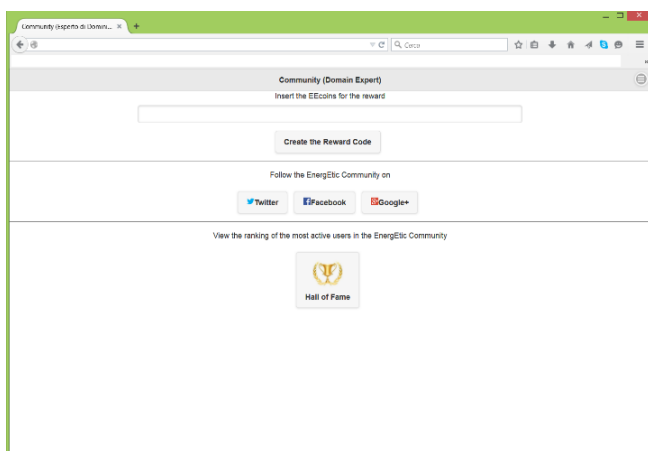 Community (Esperto di Domini...
Cerca
Community (Domain Expert)
Insert the EEcoins for the reward
Create the Reward Code
Follow the EnergEtic Community on
Twitter
Facebook
Google+
View the ranking of the most active users in the EnergEtic Community
Hall of Fame